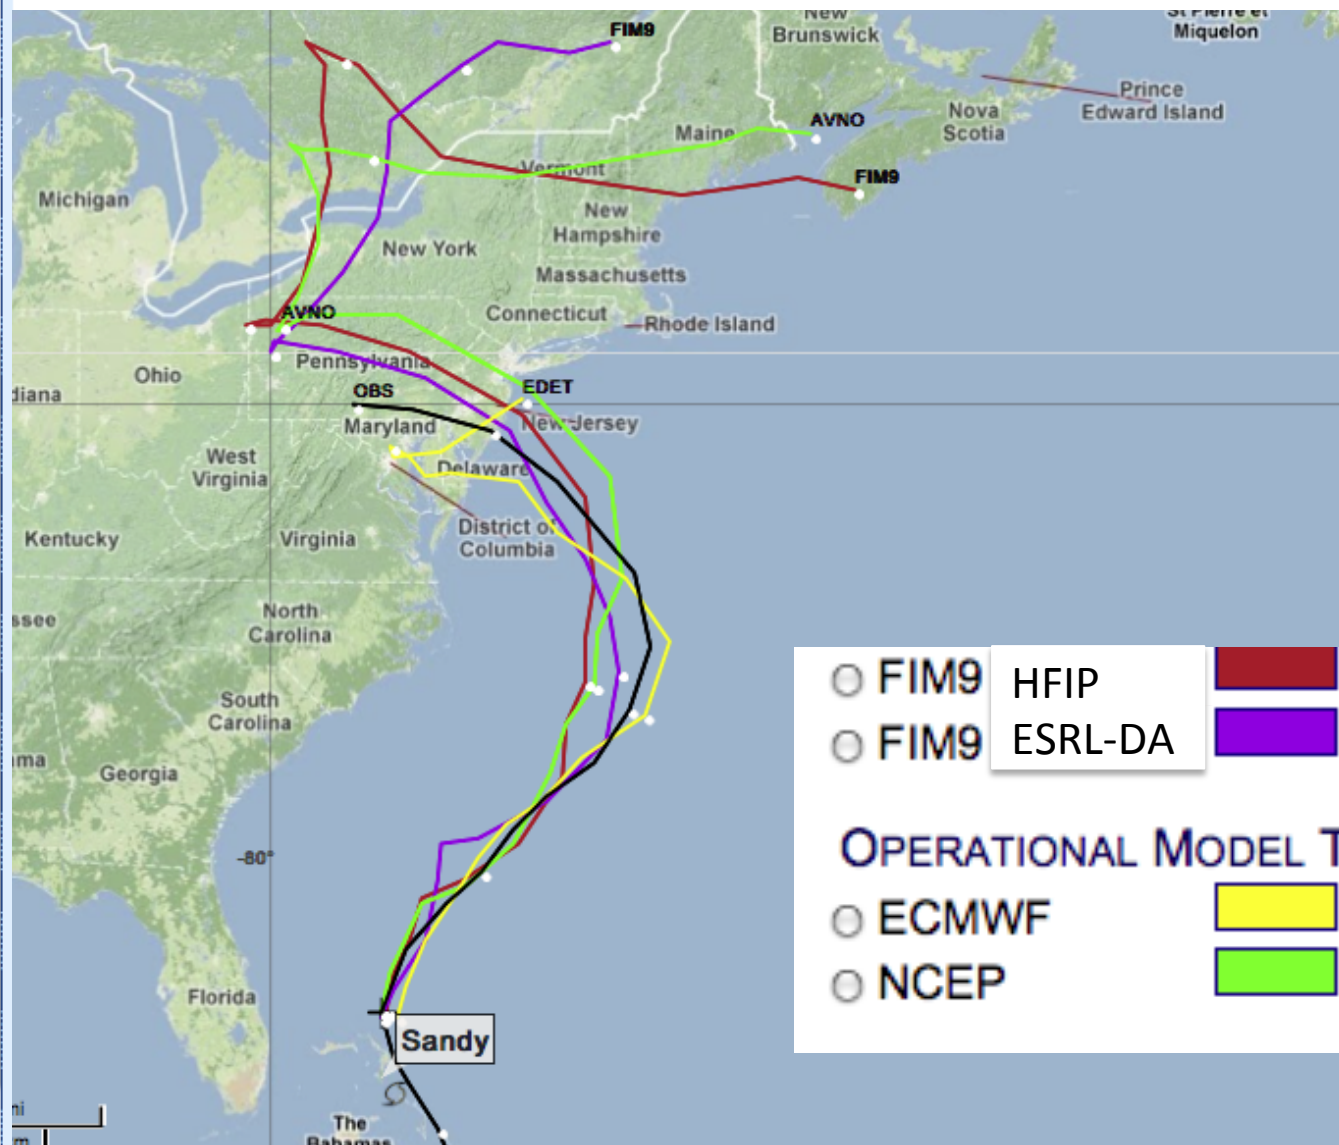 New
Brunswick
St Pierre et
Miquelon
FIM9
Prince
Edward Island
Nova
Scotia
AVNO
Maine
Vermont
FIM9
Michigan
New
Hampshire
New York
Massachusetts
Connecticut
Rhode Island
AVNO
Pennsylvania
Ohio
diana
OBS
EDET
New Jersey
Maryland
West
Virginia
Delaware
Kentucky
Virginia
District of
Columbia
ssee
North
Carolina
South
Carolina
ma
Georgia
-80°
Florida
Sandy
The
Bahamas
ni
m
FIM9 HFIP
FIM9 ESRL-DA
OPERATIONAL MODEL T
ECMWF
NCEP